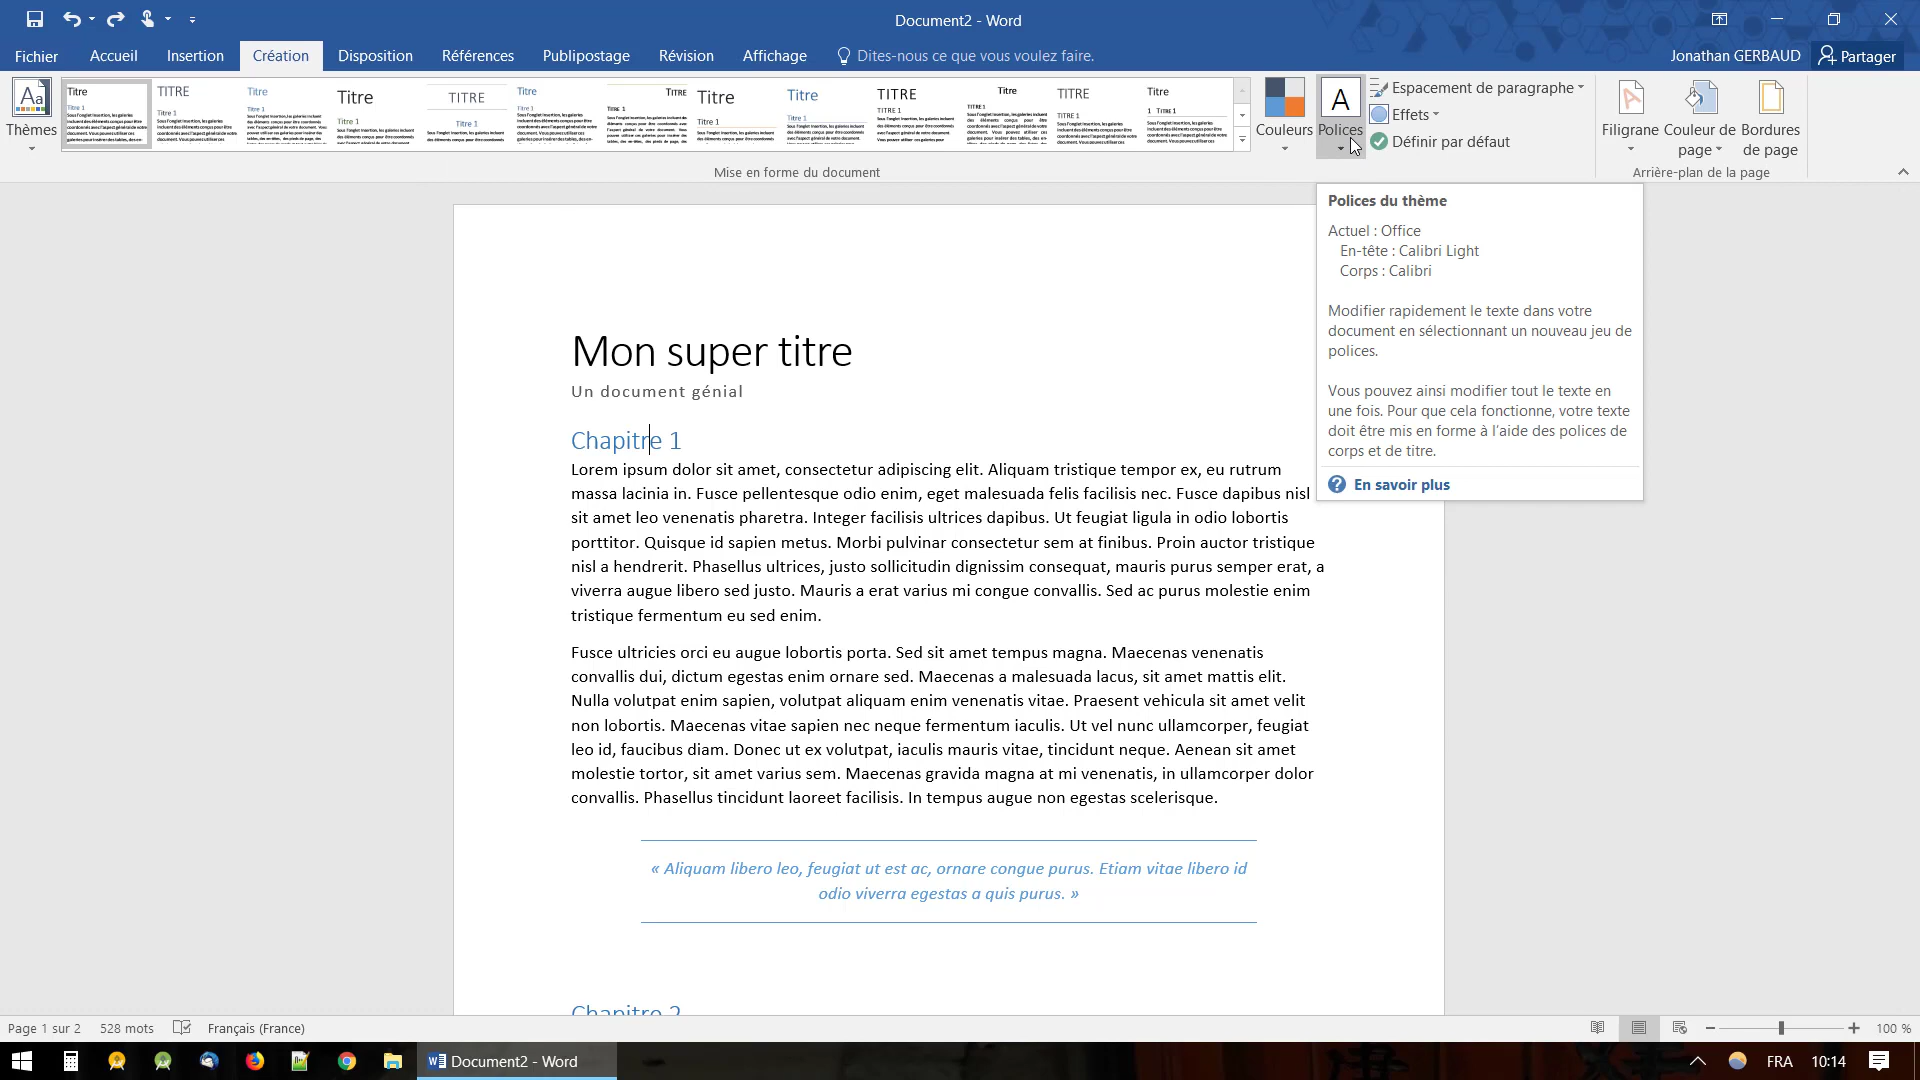 Document2 - Word
Fichier Accueil Insertion Création Disposition Références Publipostage Révision Affichage Dites-nous ce que vous voulez faire. Jonathan GERBAUD Partager
Thèmes
Titre TITRE Titre Titre TITRE Titre TITRE Titre Titre TITRE Titre TITRE Titre
Couleurs Polices
Espacement de paragraphe
Effets
Définir par défaut
Filigrane Couleur de page Bordures de page
Mise en forme du document
Arrière-plan de la page
Polices du thème
Actuel : Office
En-tête : Calibri Light
Corps : Calibri
Modifier rapidement le texte dans votre
document en sélectionnant un nouveau jeu de
polices.
Vous pouvez ainsi modifier tout le texte en
une fois. Pour que cela fonctionne, votre texte
doit être mis en forme à l'aide des polices de
corps et de titre.
En savoir plus
Mon super titre
Un document génial
Chapitre 1
Lorem ipsum dolor sit amet, consectetur adipiscing elit. Aliquam tristique tempor ex, eu rutrum
massa lacinia in. Fusce pellentesque odio enim, eget malesuada felis facilisis nec. Fusce dapibus nisl
sit amet leo venenatis pharetra. Integer facilisis ultrices dapibus. Ut feugiat ligula in odio lobortis
porttitor. Quisque id sapien metus. Morbi pulvinar consectetur sem at finibus. Proin auctor tristique
nisl a hendrerit. Phasellus ultrices, justo sollicitudin dignissim consequat, mauris purus semper erat, a
viverra augue libero sed justo. Mauris a erat varius mi congue convallis. Sed ac purus molestie enim
tristique fermentum eu sed enim.
Fusce ultricies orci eu augue lobortis porta. Sed sit amet tempus magna. Maecenas venenatis
convallis dui, dictum egestas enim ornare sed. Maecenas a malesuada lacus, sit amet mattis elit.
Nulla volutpat enim sapien, volutpat aliquam enim venenatis vitae. Praesent vehicula sit amet velit
non lobortis. Maecenas vitae sapien nec neque fermentum iaculis. Ut vel nunc ullamcorper, feugiat
leo id, faucibus diam. Donec ut ex volutpat, iaculis mauris vitae, tincidunt neque. Aenean sit amet
molestie tortor, sit amet varius sem. Maecenas gravida magna at mi venenatis, in ullamcorper dolor
convallis. Phasellus tincidunt laoreet facilisis. In tempus augue non egestas scelerisque.
« Aliquam libero leo, feugiat ut est ac, ornare congue purus. Etiam vitae libero id
odio viverra egestas a quis purus. »
Chapitre 2
Page 1 sur 2 528 mots Français (France) 100 %
Document2 - Word FRA 10:14